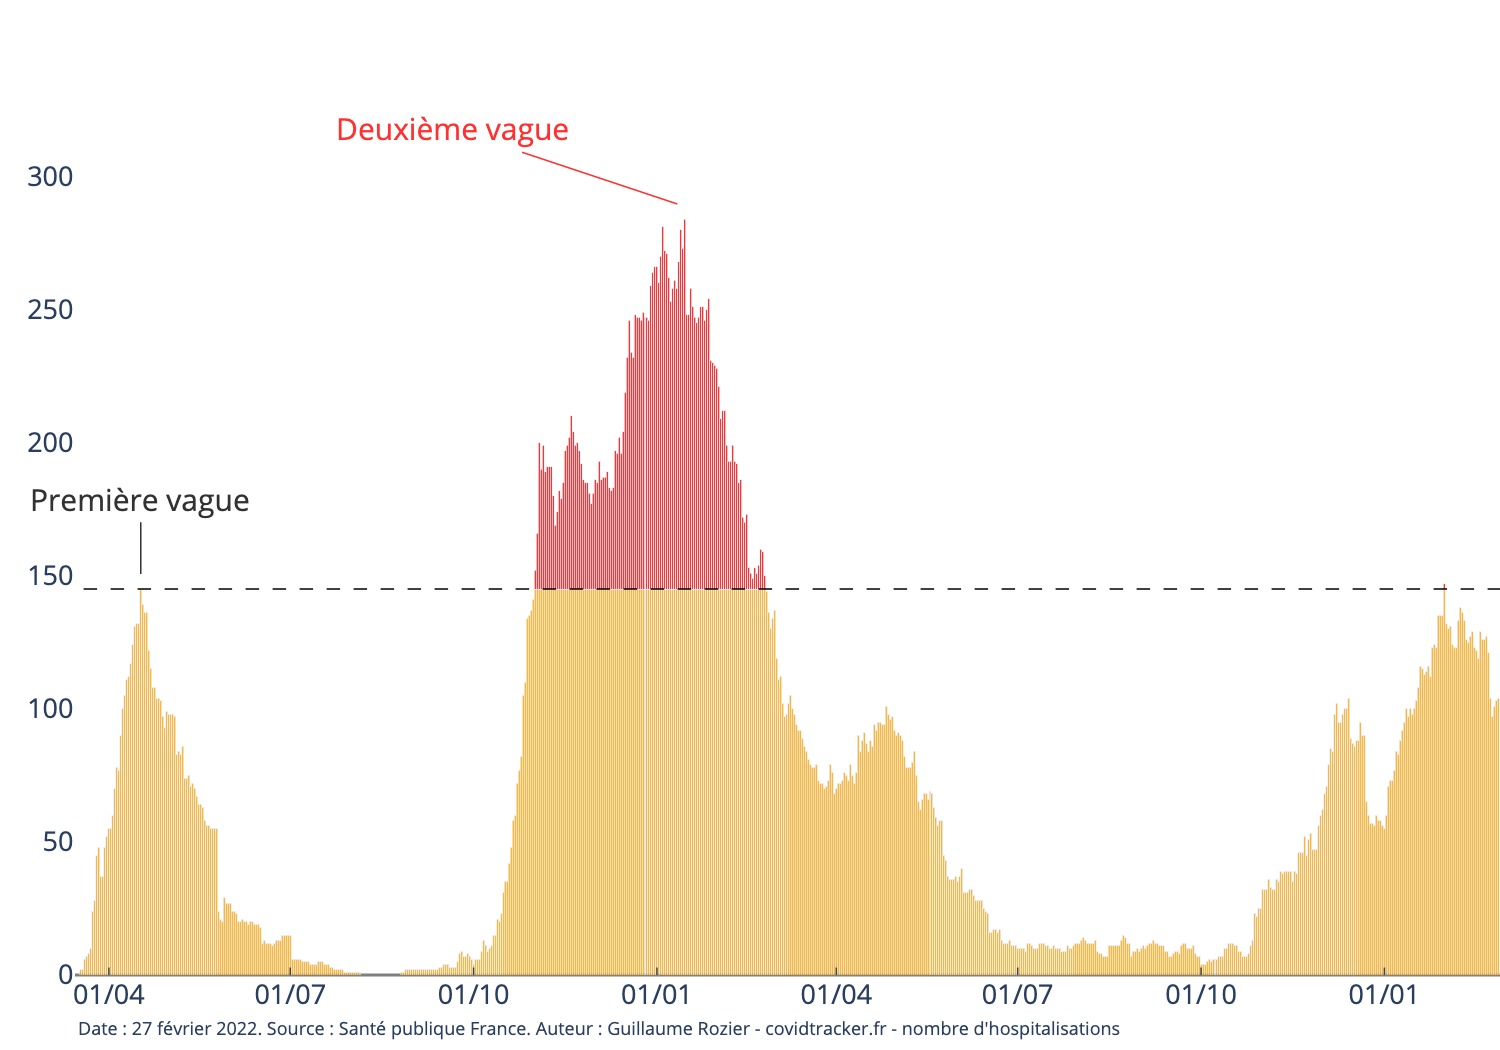 Deuxième vague
300
250
200
Première vague
150
100
50
0
01/04 01/07 01/10 01/01 01/04 01/07 01/10 01/01
Date : 27 février 2022. Source : Santé publique France. Auteur : Guillaume Rozier - covidtracker.fr - nombre d'hospitalisations